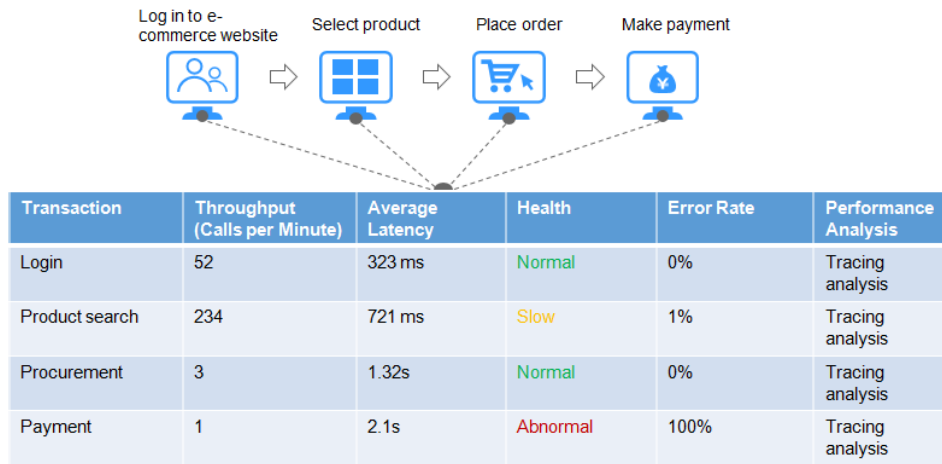 Log in to e-
commerce website
Select product
Place order
Make payment
¥
Transaction
Throughput
(Calls per Minute)
Average
Latency
Health
Error Rate
Performance
Analysis
Login
52
323 ms
Normal
0%
Tracing
analysis
Product search
234
721 ms
Slow
1%
Tracing
analysis
Procurement
3
1.32s
Normal
0%
Tracing
analysis
Payment
1
2.1s
Abnormal
100%
Tracing
analysis